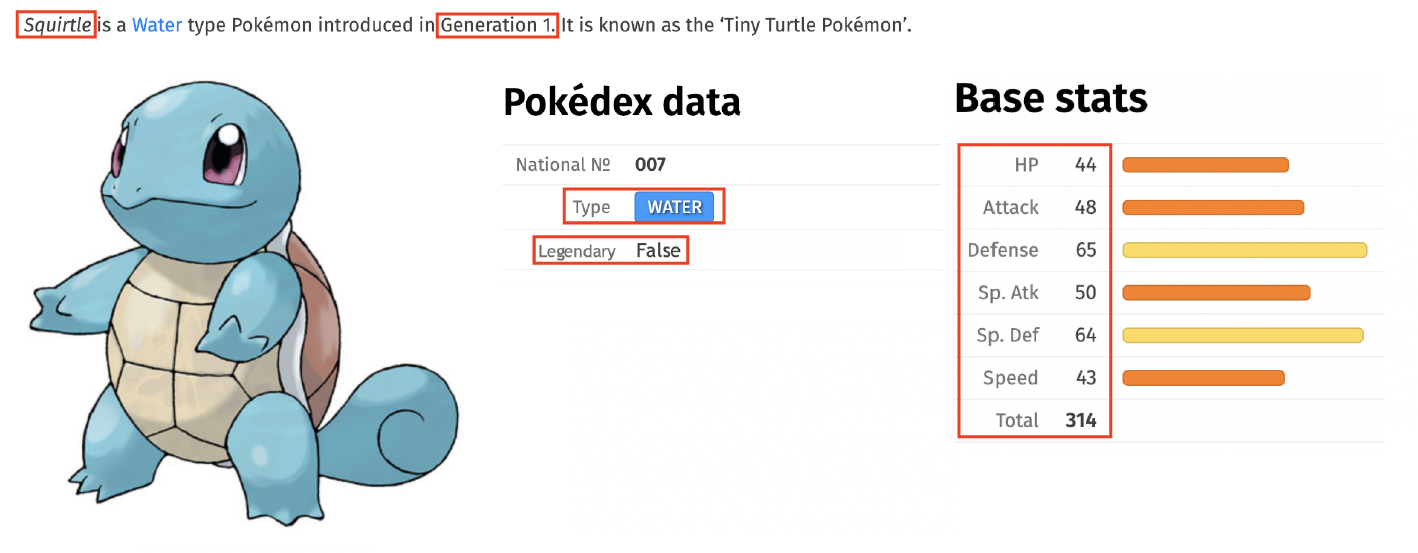 Squirtle is a Water type Pokémon introduced in Generation 1. It is known as the ‘Tiny Turtle Pokémon’.
Pokédex data
National № 007
Type WATER
Legendary False
Base stats
HP 44
Attack 48
Defense 65
Sp. Atk 50
Sp. Def 64
Speed 43
Total 314